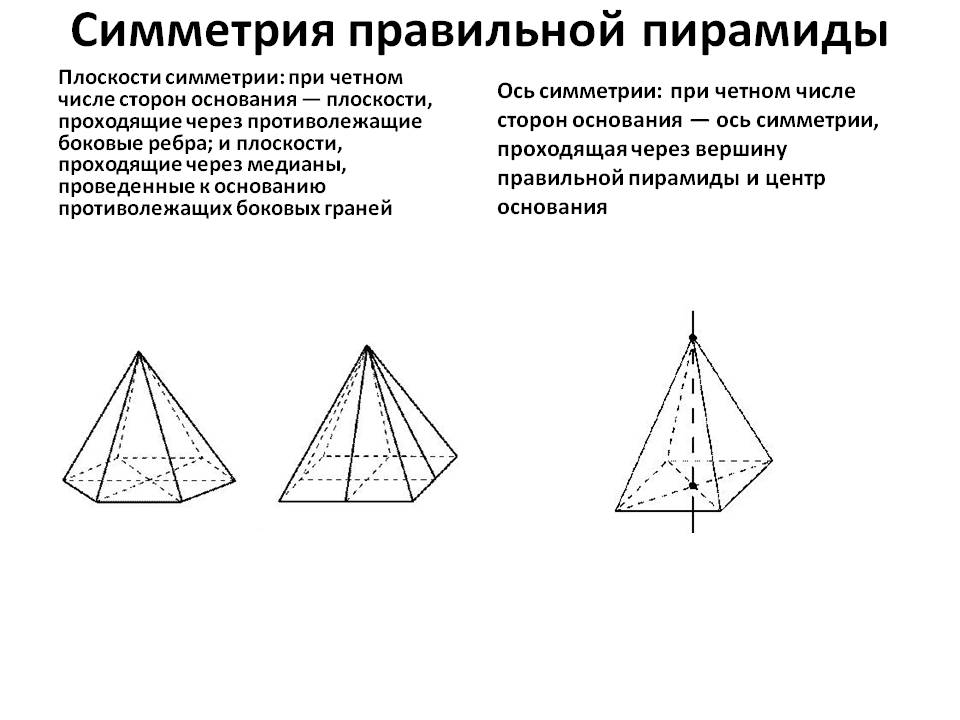 Симметрия правильной пирамиды
Плоскости симметрии: при четном
числе сторон основания — плоскости,
проходящие через противолежащие
боковые ребра; и плоскости,
проходящие через медианы,
проведенные к основанию
противолежащих боковых граней
Ось симметрии: при четном числе
сторон основания — ось симметрии,
проходящая через вершину
правильной пирамиды и центр
основания